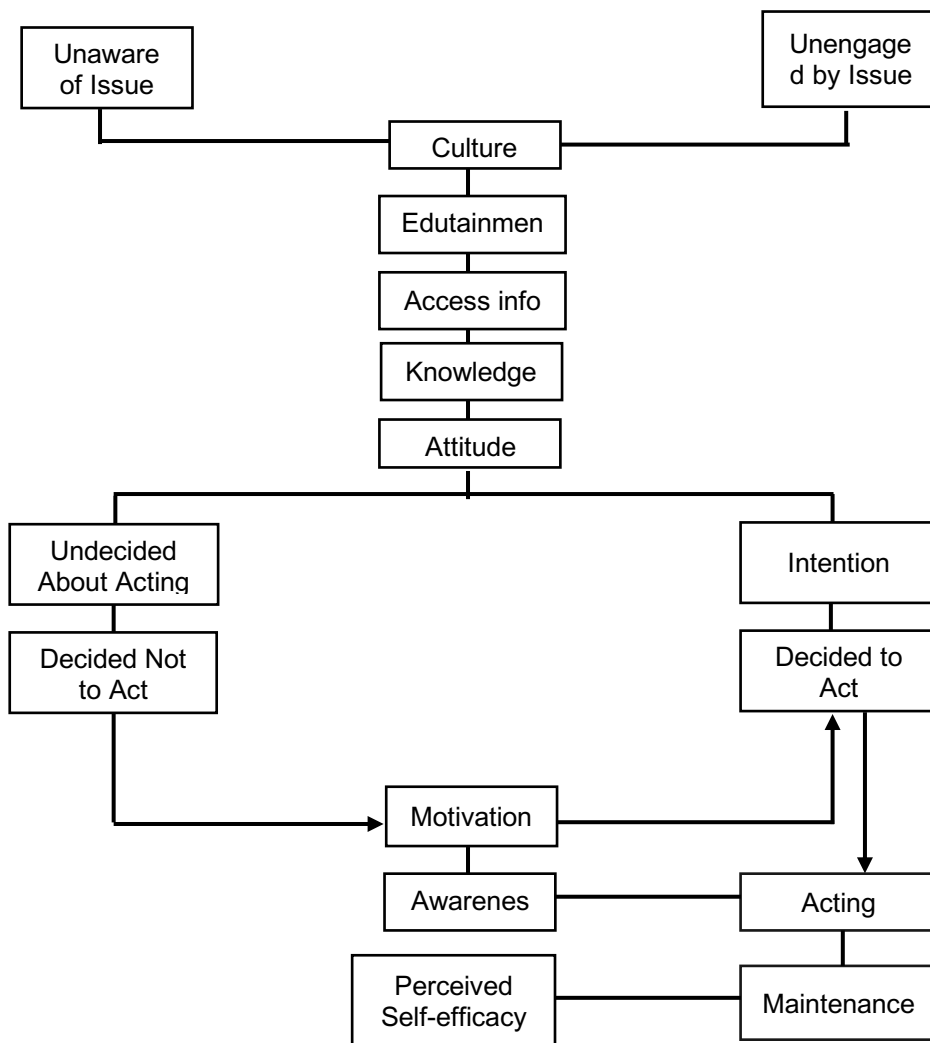 Unaware
of Issue
Unengage
d by Issue
Culture
Edutainmen
Access info
Knowledge
Attitude
Undecided
About Acting
Intention
Decided Not
to Act
Decided to
Act
Motivation
Awarenes
Acting
Perceived
Self-efficacy
Maintenance